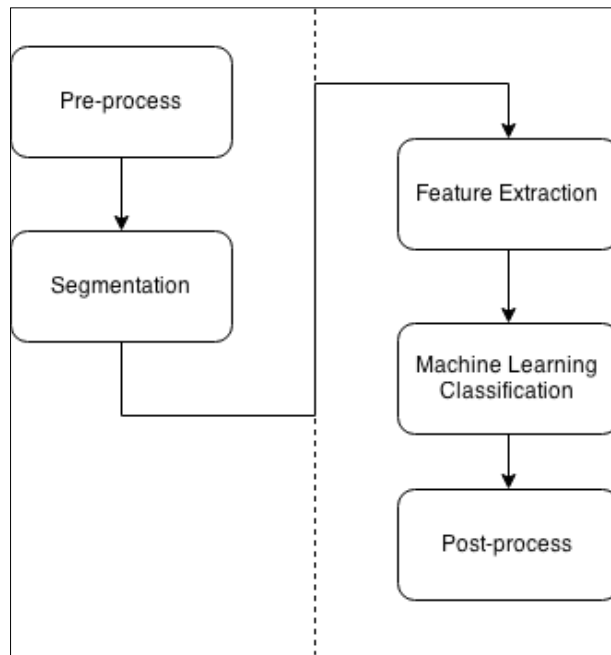 Pre-process
Segmentation
Feature Extraction
Machine Learning
Classification
Post-process